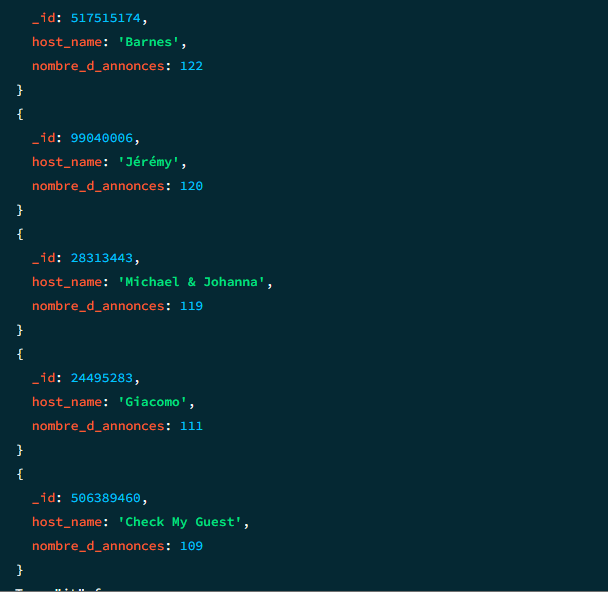 _id: 517515174,
host_name: 'Barnes',
nombre_d_annonces: 122
}
{
_id: 99040006,
host_name: 'Jérémy',
nombre_d_annonces: 120
}
{
_id: 28313443,
host_name: 'Michael & Johanna',
nombre_d_annonces: 119
}
{
_id: 24495283,
host_name: 'Giacomo',
nombre_d_annonces: 111
}
{
_id: 506389460,
host_name: 'Check My Guest',
nombre_d_annonces: 109
}